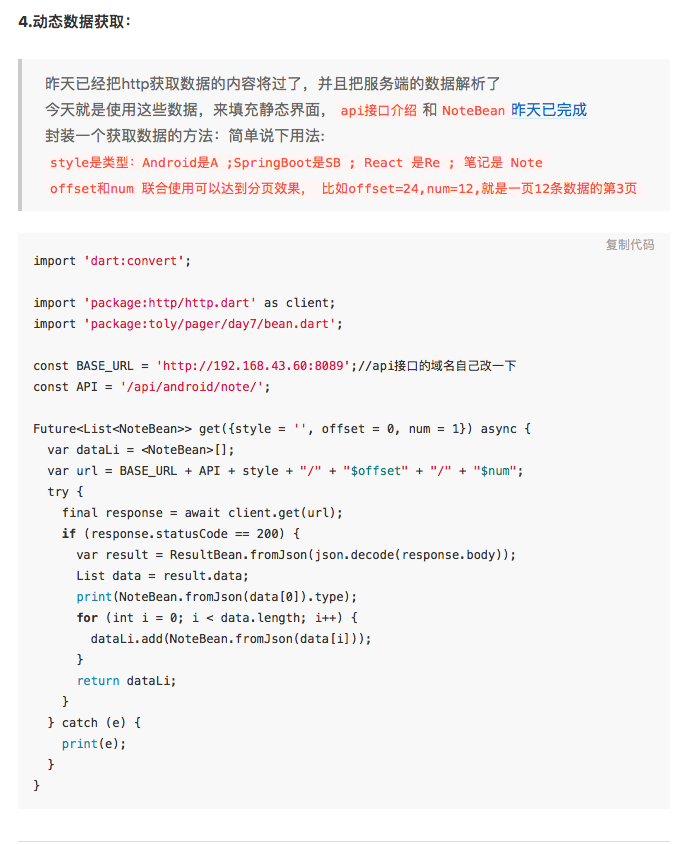 4.动态数据获取：
昨天已经把http获取数据的内容将过了，并且把服务端的数据解析了
今天就是使用这些数据，来填充静态界面， api接口介绍 和 NoteBean 昨天已完成
封装一个获取数据的方法：简单说下用法:
style是类型：Android是A ;SpringBoot是SB ; React 是Re ; 笔记是 Note
offset和num 联合使用可以达到分页效果， 比如offset=24,num=12,就是一页12条数据的第3页
复制代码
import 'dart:convert';

import 'package:http/http.dart' as client;
import 'package:toly/pager/day7/bean.dart';

const BASE_URL = 'http://192.168.43.60:8089';//api接口的域名自己改一下
const API = '/api/android/note/';

Future<List<NoteBean>> get({style = '', offset = 0, num = 1}) async {
  var dataLi = <NoteBean>[];
  var url = BASE_URL + API + style + "/" + "$offset" + "/" + "$num";
  try {
    final response = await client.get(url);
    if (response.statusCode == 200) {
      var result = ResultBean.fromJson(json.decode(response.body));
      List data = result.data;
      print(NoteBean.fromJson(data[0]).type);
      for (int i = 0; i < data.length; i++) {
        dataLi.add(NoteBean.fromJson(data[i]));
      }
      return dataLi;
    }
  } catch (e) {
    print(e);
  }
}